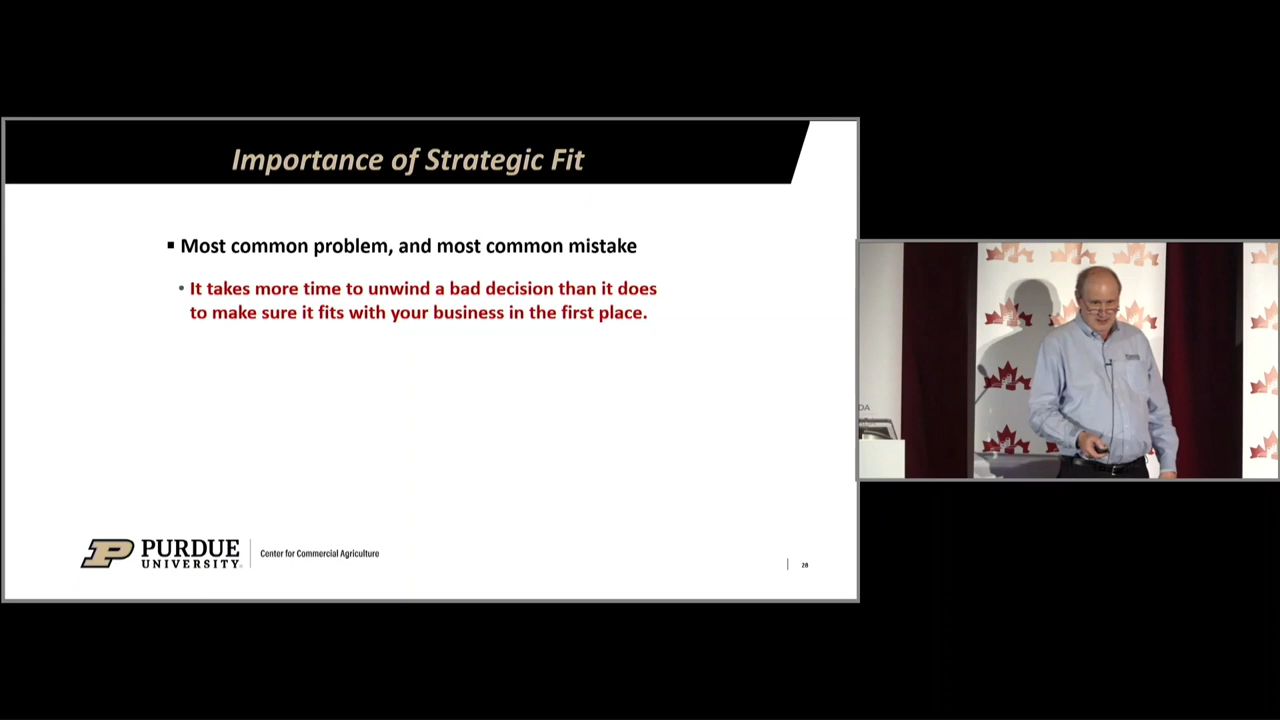 Importance of Strategic Fit
Most common problem, and most common mistake
It takes more time to unwind a bad decision than it does
to make sure it fits with your business in the first place.
PURDUE
UNIVERSITY
Center for Commercial Agriculture
28
DA